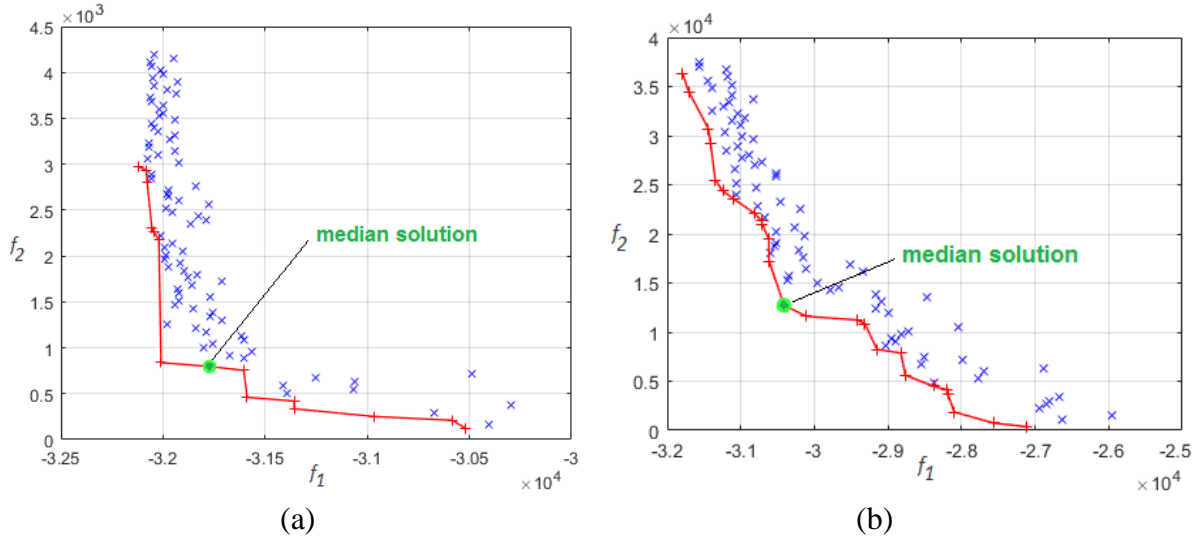 ×10³
4.5
4
3.5
3
2.5
2
1.5
1
0.5
0
f₂
median solution
-3.25 -3.2 -3.15 -3.1 -3.05 -3
f₁
×10⁴
(a)
×10⁴
4
3.5
3
2.5
2
1.5
1
0.5
0
f₂
median solution
-3.2 -3.1 -3 -2.9 -2.8 -2.7 -2.6 -2.5
f₁
×10⁴
(b)